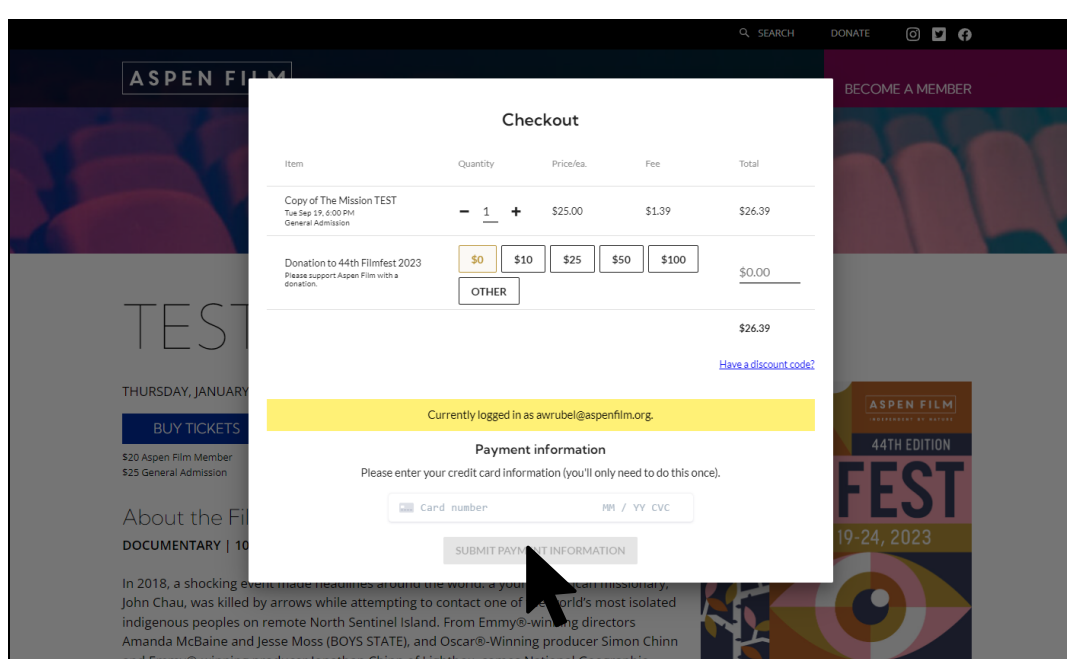 SEARCH DONATE
ASPEN FILM
BECOME A MEMBER
Checkout
Item Quantity Price/ea. Fee Total
Copy of The Mission TEST
Tue Sep 19, 6:00 PM
General Admission
− 1 + $25.00 $1.39 $26.39
Donation to 44th Filmfest 2023
Please support Aspen Film with a
donation.
$0 $10 $25 $50 $100
OTHER
$0.00
$26.39
Have a discount code?
Currently logged in as awrubel@aspenfilm.org.
Payment information
Please enter your credit card information (you'll only need to do this once).
Card number MM / YY CVC
SUBMIT PAYMENT INFORMATION
TEST
THURSDAY, JANUARY
BUY TICKETS
$20 Aspen Film Member
$25 General Admission
About the Fil
DOCUMENTARY | 10
In 2018, a shocking event made headlines around the world: a young American missionary,
John Chau, was killed by arrows while attempting to contact one of the world's most isolated
indigenous peoples on remote North Sentinel Island. From Emmy®-winning directors
Amanda McBaine and Jesse Moss (BOYS STATE), and Oscar®-Winning producer Simon Chinn
ASPEN FILM
44TH EDITION
FEST
19-24, 2023